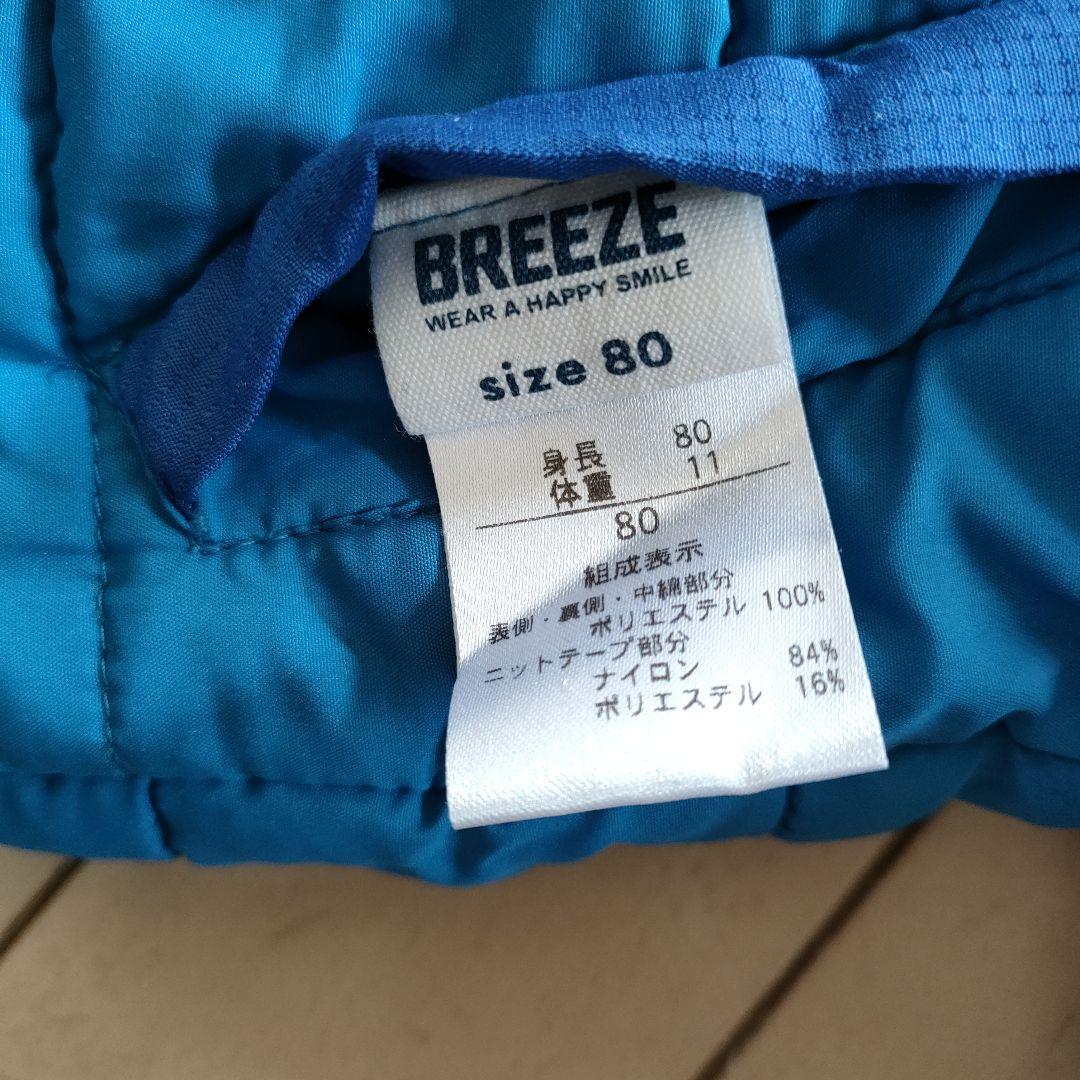 BREEZE
WEAR A HAPPY SMILE
size 80
身長 80
体重 11
80
組成表示
表側・裏側・中綿部分
ポリエステル 100%
ニットテープ部分
ナイロン 84%
ポリエステル 16%